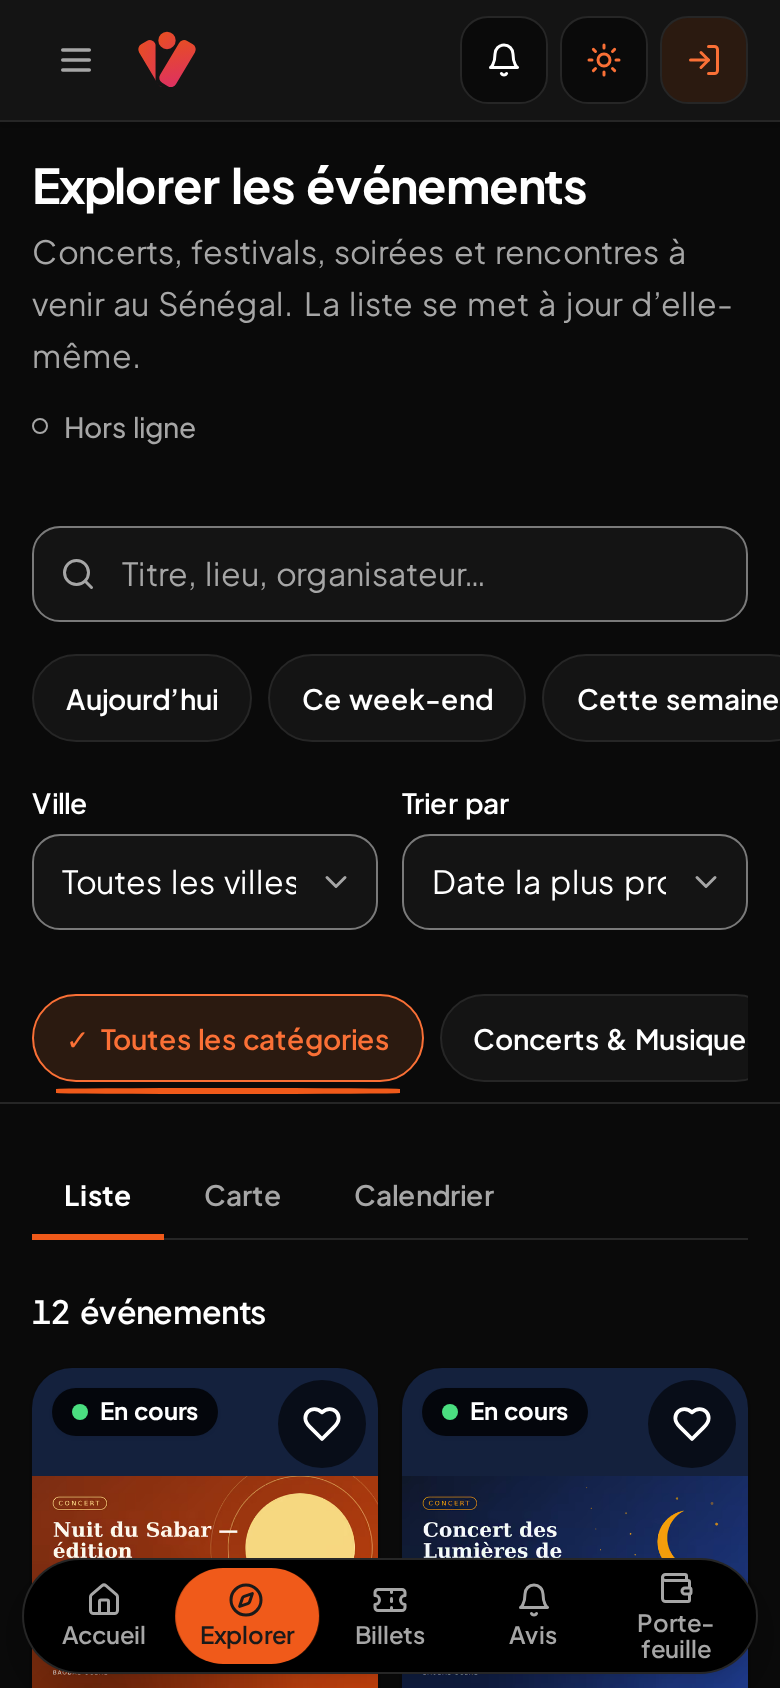 Explorer les événements
Concerts, festivals, soirées et rencontres à
venir au Sénégal. La liste se met à jour d’elle-
même.
Hors ligne
Titre, lieu, organisateur...
Aujourd’hui
Ce week-end
Cette semaine
Ville
Trier par
Toutes les villes
Date la plus pro
✓ Toutes les catégories
Concerts & Musique
Liste
Carte
Calendrier
12 événements
En cours
En cours
CONCERT
Nuit du Sabar —
édition
CONCERT
Concert des
Lumières de
Accueil
Explorer
Billets
Avis
Porte-
feuille